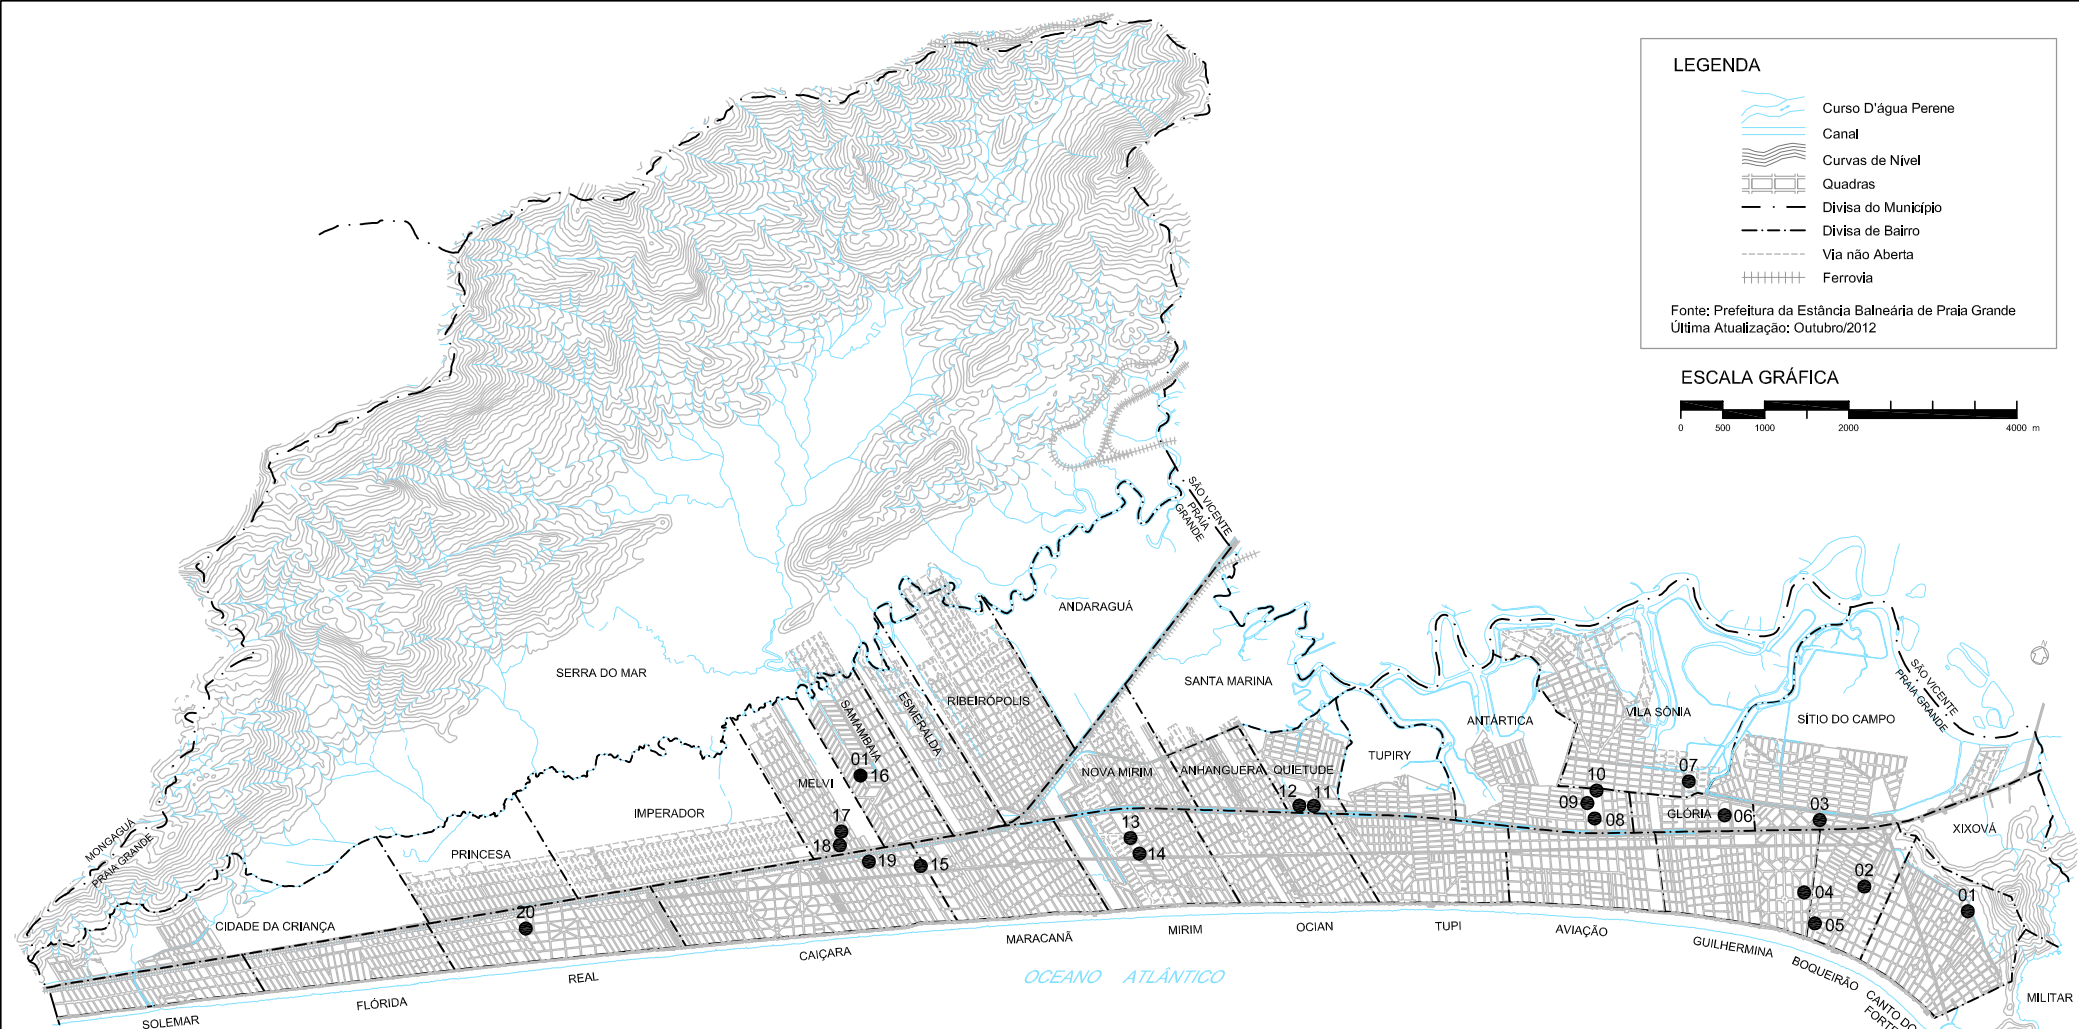 LEGENDA
Curso D'água Perene
Canal
Curvas de Nível
Quadras
Divisa do Município
Divisa de Bairro
Via não Aberta
Ferrovia
Fonte: Prefeitura da Estância Balneária de Praia Grande
Última Atualização: Outubro/2012
ESCALA GRÁFICA
0 500 1000 2000 4000 m
N
SÃO VICENTE
PRAIA
GRANDE
ANDARAGUÁ
SERRA DO MAR
SANTA MARINA
RIBEIRÓPOLIS
ESMERALDA
SAMAMBAIA
ANTÁRTICA
VILA SÔNIA
SÍTIO DO CAMPO
SÃO VICENTE
PRAIA GRANDE
TUPIRY
NOVA MIRIM
ANHANGUERA
QUIETUDE
MELVI
01
16
07
10
12
11
09
08
GLÓRIA
06
03
XIXOVÁ
IMPERADOR
17
18
19
15
13
14
MONGAGUÁ
PRAIA GRANDE
PRINCESA
02
04
01
05
20
CIDADE DA CRIANÇA
SOLEMAR
FLÓRIDA
REAL
CAIÇARA
MARACANÃ
MIRIM
OCIAN
TUPI
AVIAÇÃO
GUILHERMINA
BOQUEIRÃO
CANTO DO
FORTE
MILITAR
OCEANO ATLÂNTICO